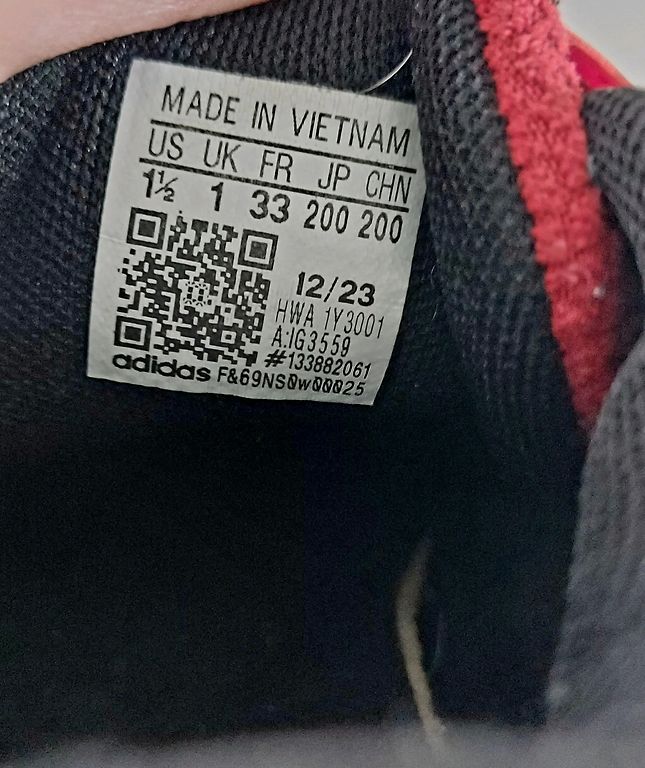 MADE IN VIETNAM
US UK FR JP CHN
1½ 1 33 200 200
12/23
HWA 1Y3001
A:IG3559
#133882061
adidas F&69NS0w00025